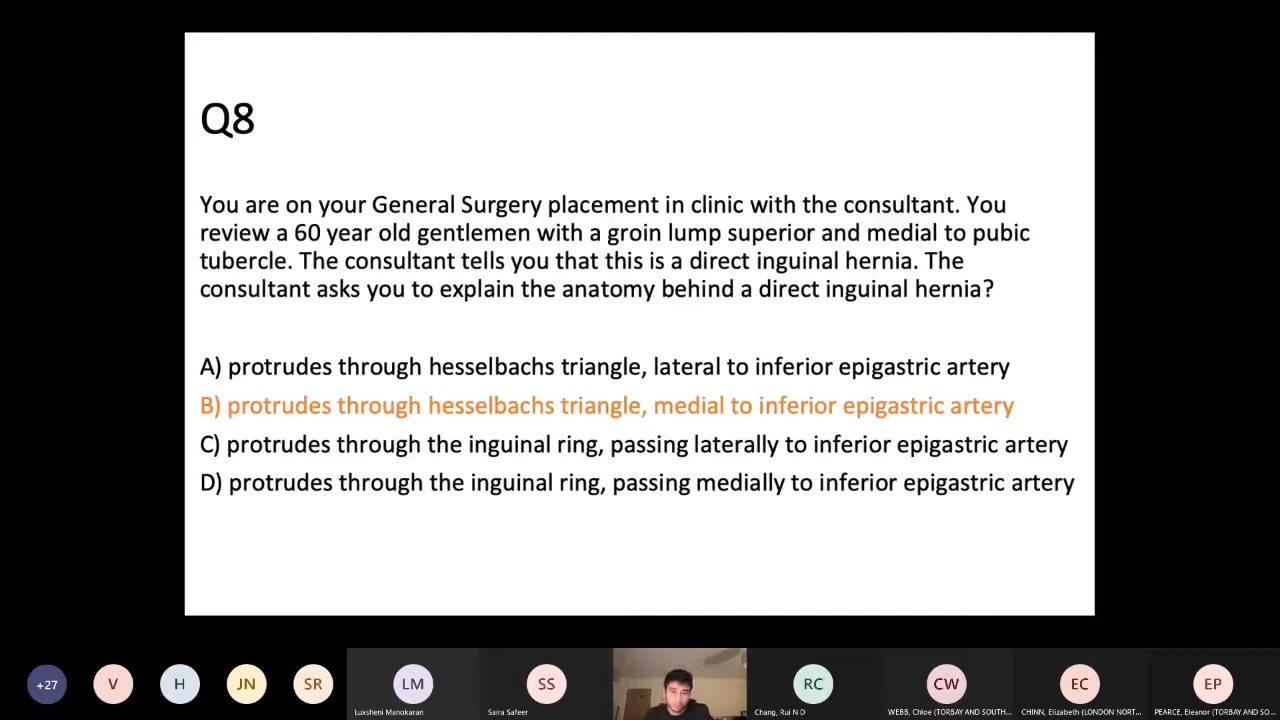 Q8
You are on your General Surgery placement in clinic with the consultant. You
review a 60 year old gentlemen with a groin lump superior and medial to pubic
tubercle. The consultant tells you that this is a direct inguinal hernia. The
consultant asks you to explain the anatomy behind a direct inguinal hernia?
A) protrudes through hesselbachs triangle, lateral to inferior epigastric artery
B) protrudes through hesselbachs triangle, medial to inferior epigastric artery
C) protrudes through the inguinal ring, passing laterally to inferior epigastric artery
D) protrudes through the inguinal ring, passing medially to inferior epigastric artery
+27 V H JN SR LM SS RC CW EC EP
Luxsheni Manokaran Saira Safeer Chang, Rui N D WEBB, Chloe (TORBAY AND SOUTH... CHINN, Elizabeth (LONDON NORT... PEARCE, Eleanor (TORBAY AND SO...